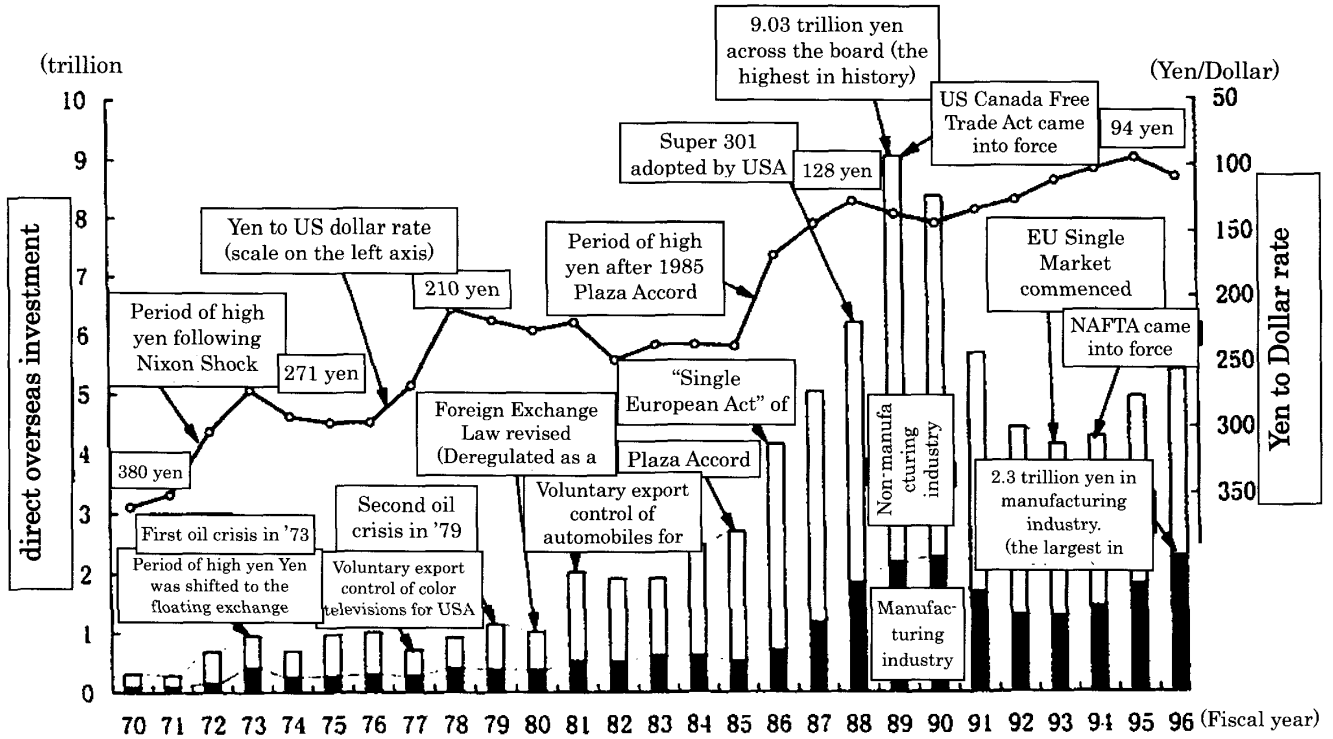 (trillion
10
9
8
7
6
5
4
3
2
1
0
direct overseas investment
(Yen/Dollar)
50
100
150
200
250
300
350
Yen to Dollar rate
9.03 trillion yen
across the board (the
highest in history)
US Canada Free
Trade Act came
into force
94 yen
Super 301
adopted by USA
128 yen
Yen to US dollar rate
(scale on the left axis)
Period of high
yen after 1985
Plaza Accord
EU Single
Market
commenced
210 yen
Period of high
yen following
Nixon Shock
271 yen
NAFTA came
into force
"Single
European Act" of
Foreign Exchange
Law revised
(Deregulated as a
Plaza Accord
380 yen
Non-manufa
cturing
industry
2.3 trillion yen in
manufacturing
industry.
(the largest in
Second oil
crisis in '79
Voluntary export
control of
automobiles for
First oil crisis in '73
Period of high yen Yen
was shifted to the
floating exchange
Voluntary export
control of color
televisions for USA
Manufac-
turing
industry
70 71 72 73 74 75 76 77 78 79 80 81 82 83 84 85 86 87 88 89 90 91 92 93 94 95 96 (Fiscal year)